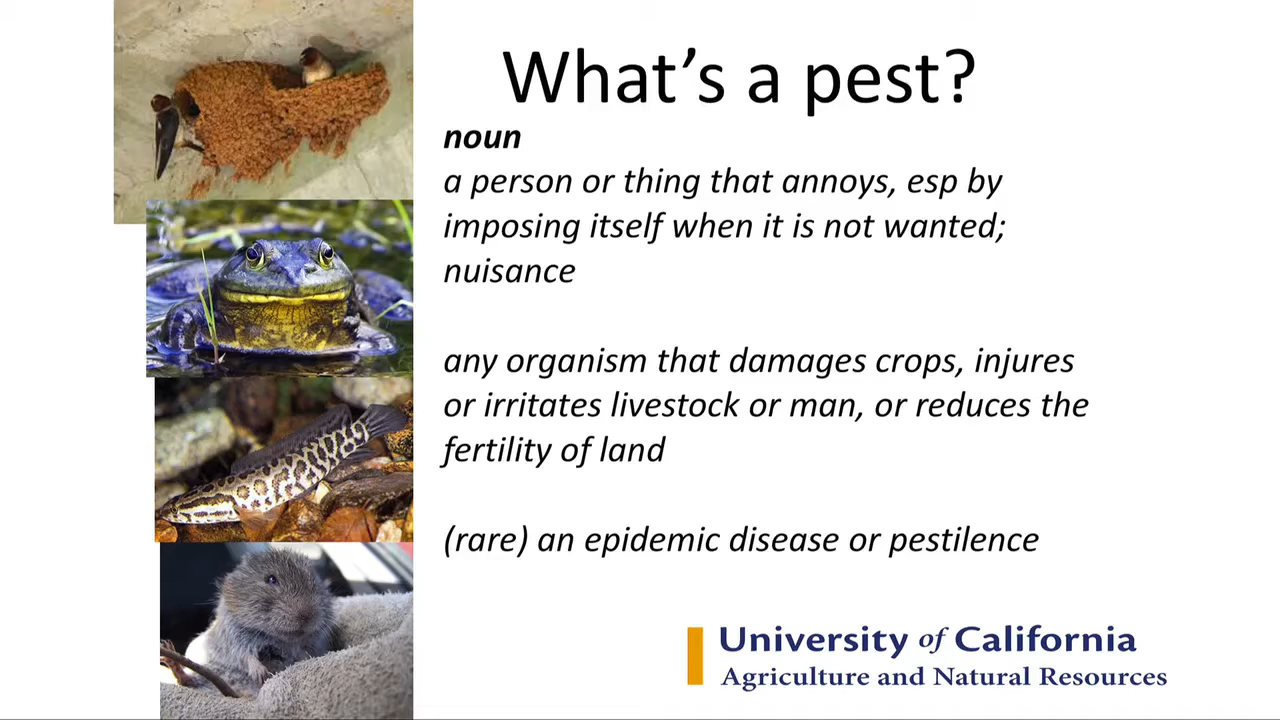 What's a pest?
noun
a person or thing that annoys, esp by
imposing itself when it is not wanted;
nuisance
any organism that damages crops, injures
or irritates livestock or man, or reduces the
fertility of land
(rare) an epidemic disease or pestilence
University of California
Agriculture and Natural Resources